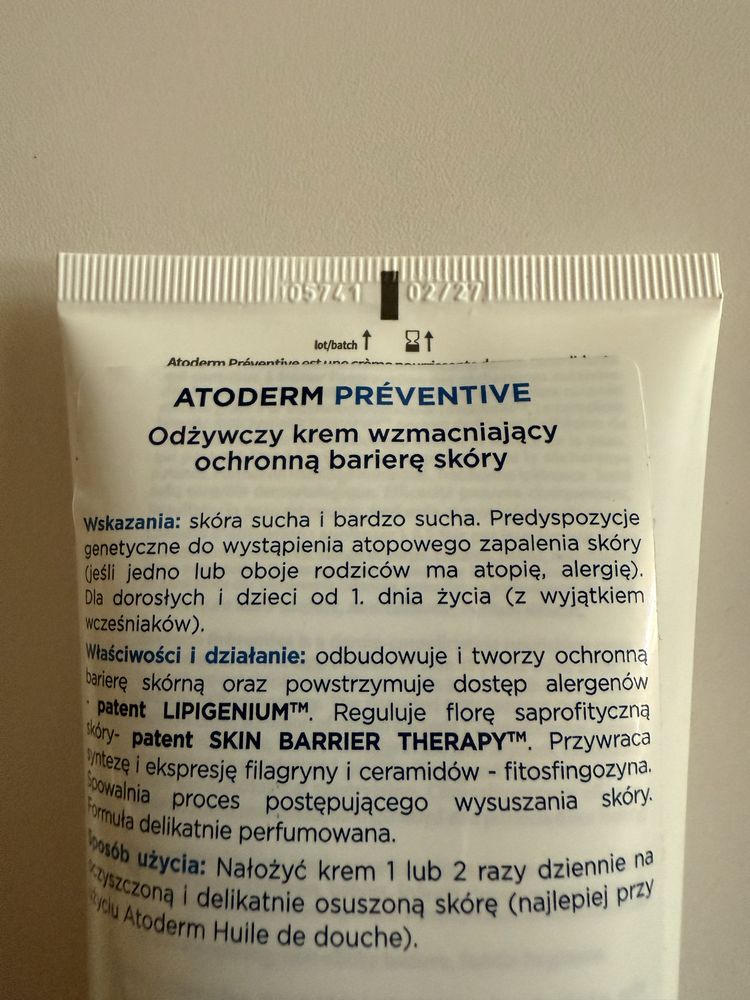 105741 02/27
lot/batch
Atoderm Préventive est une crème
ATODERM PRÉVENTIVE
Odżywczy krem wzmacniający
ochronną barierę skóry
Wskazania: skóra sucha i bardzo sucha. Predyspozycje
genetyczne do wystąpienia atopowego zapalenia skóry
(jeśli jedno lub oboje rodziców ma atopię, alergię).
Dla dorosłych i dzieci od 1. dnia życia (z wyjątkiem
wcześniaków).
Właściwości i działanie: odbudowuje i tworzy ochronną
barierę skórną oraz powstrzymuje dostęp alergenów
- patent LIPIGENIUM™. Reguluje florę saprofityczną
skóry- patent SKIN BARRIER THERAPY™. Przywraca
syntezę i ekspresję filagryny i ceramidów - fitosfingozyna.
Spowalnia proces postępującego wysuszania skóry.
Formuła delikatnie perfumowana.
Sposób użycia: Nałożyć krem 1 lub 2 razy dziennie na
oczyszczoną i delikatnie osuszoną skórę (najlepiej przy
użyciu Atoderm Huile de douche).